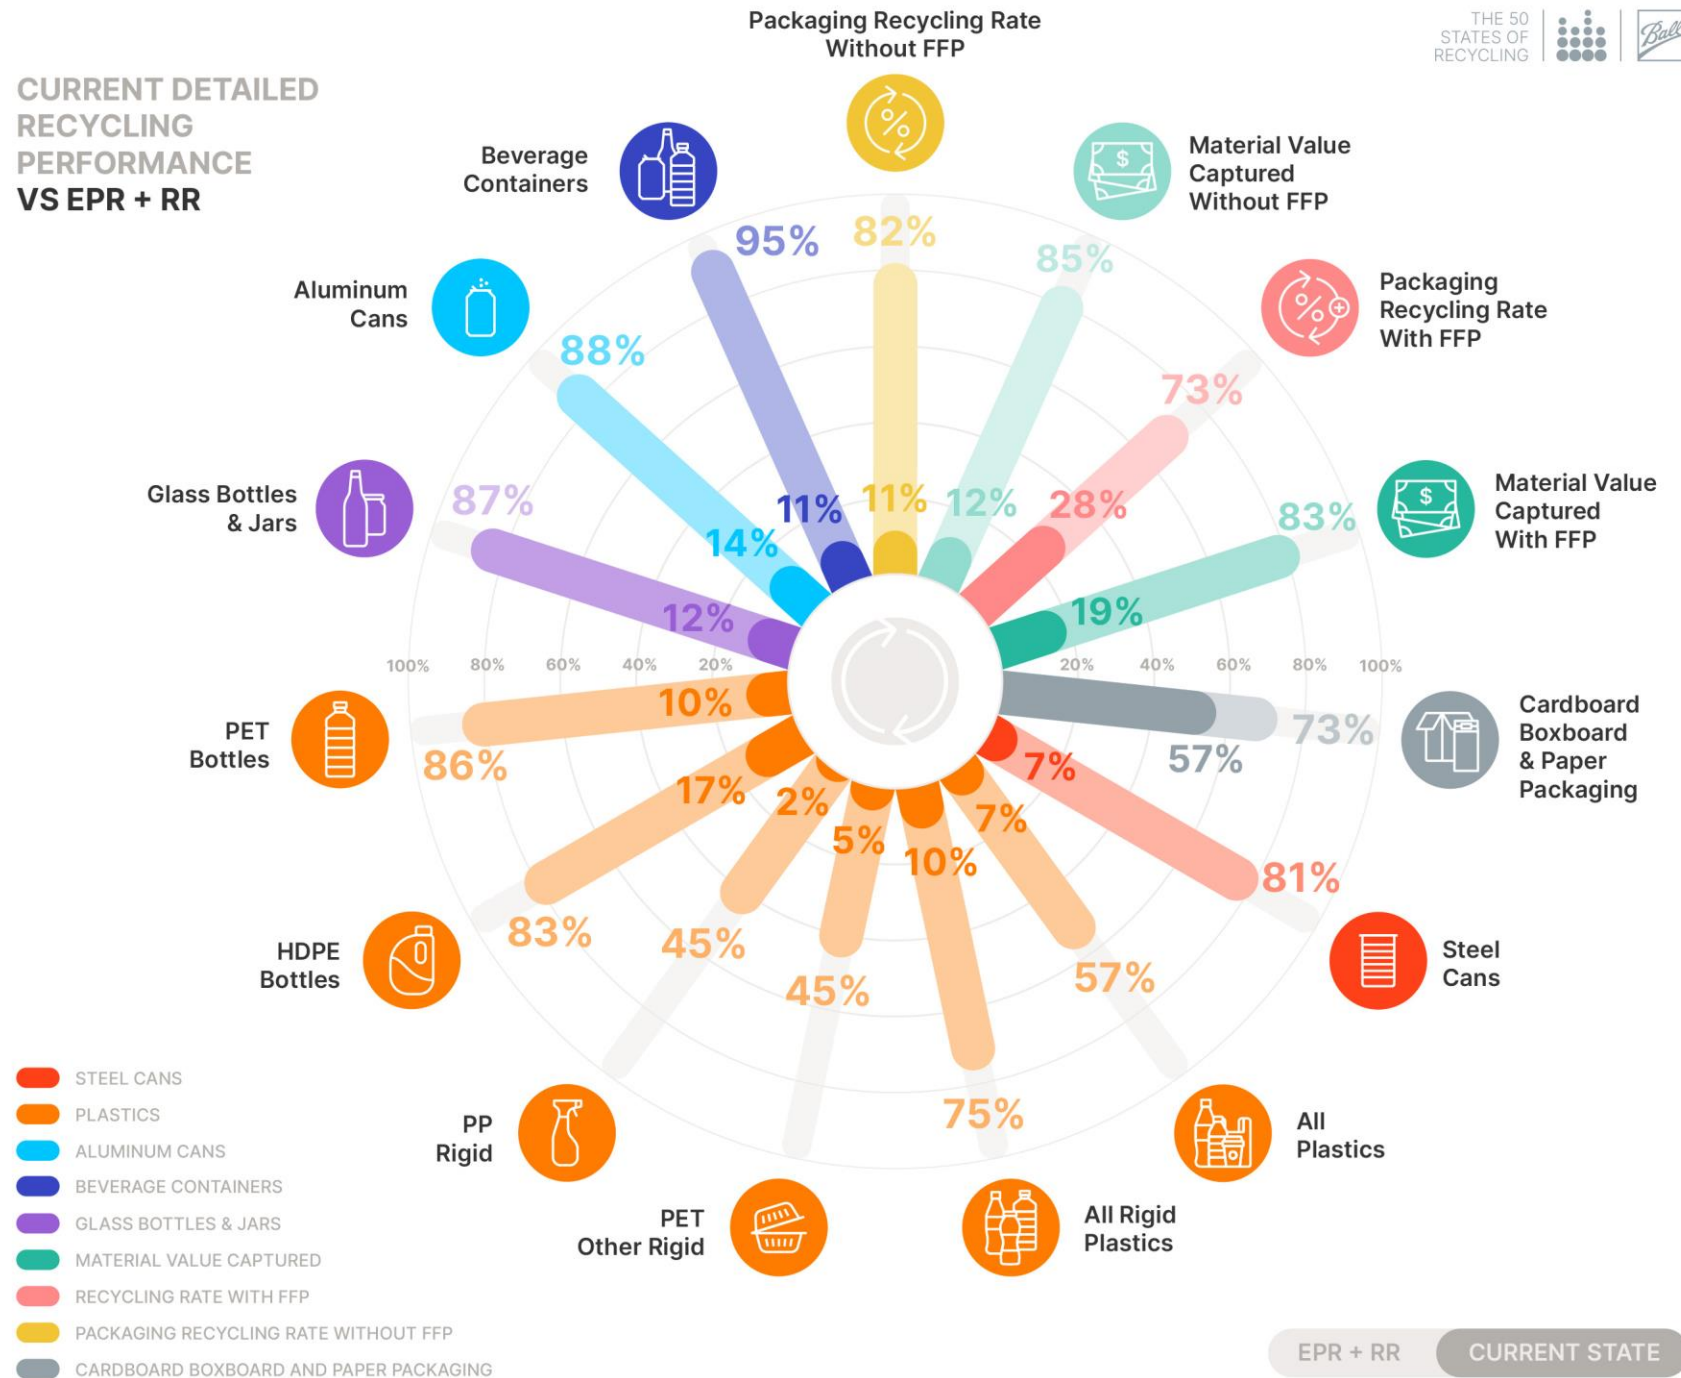 Packaging Recycling Rate
Without FFP
THE 50
STATES OF
RECYCLING
Ball
CURRENT DETAILED
RECYCLING
PERFORMANCE
VS EPR + RR
Beverage
Containers
Material Value
Captured
Without FFP
$
%
95%
82%
85%
Aluminum
Cans
Packaging
Recycling Rate
With FFP
%
88%
73%
Glass Bottles
& Jars
87%
14%
11%
11%
12%
28%
83%
$
Material Value
Captured
With FFP
12%
19%
100%
80%
60%
40%
20%
20%
40%
60%
80%
100%
PET
Bottles
10%
86%
57%
73%
Cardboard
Boxboard
& Paper
Packaging
HDPE
Bottles
17%
83%
2%
45%
5%
45%
10%
75%
7%
57%
7%
81%
Steel
Cans
PP
Rigid
PET
Other Rigid
All Rigid
Plastics
All
Plastics
STEEL CANS
PLASTICS
ALUMINUM CANS
BEVERAGE CONTAINERS
GLASS BOTTLES & JARS
MATERIAL VALUE CAPTURED
RECYCLING RATE WITH FFP
PACKAGING RECYCLING RATE WITHOUT FFP
CARDBOARD BOXBOARD AND PAPER PACKAGING
EPR + RR
CURRENT STATE